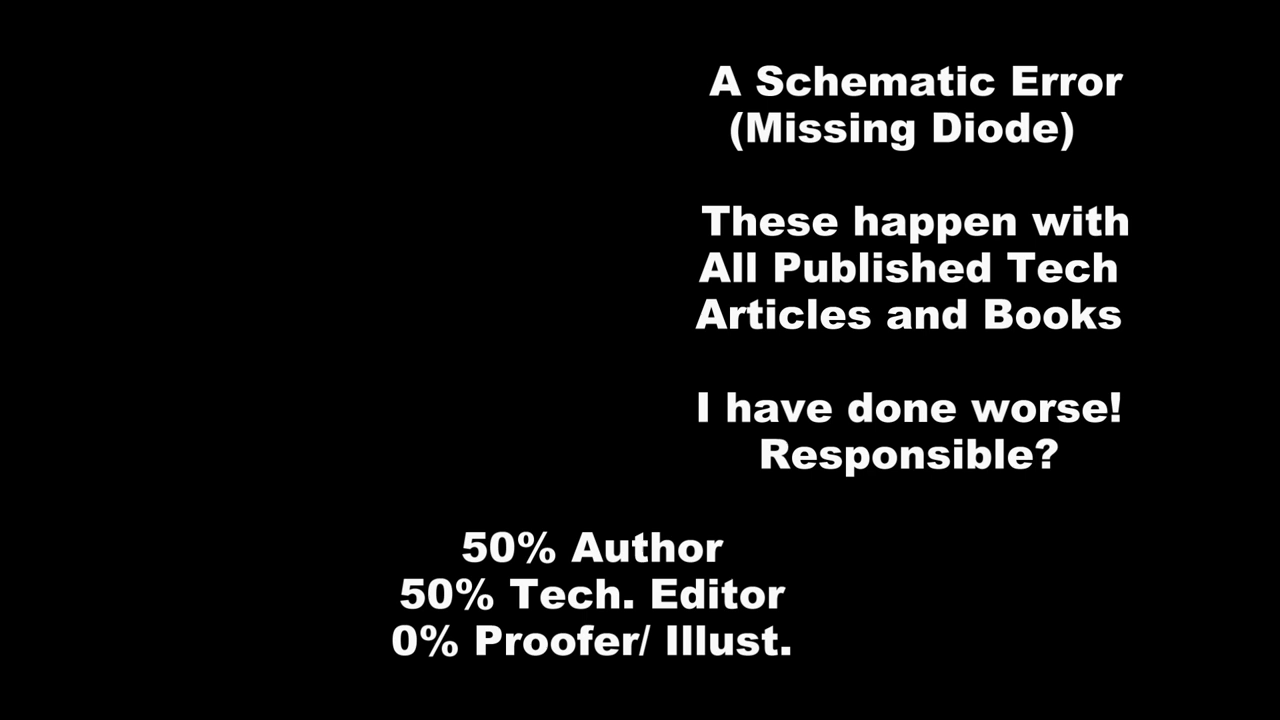 A Schematic Error
(Missing Diode)
These happen with
All Published Tech
Articles and Books
I have done worse!
Responsible?
50% Author
50% Tech. Editor
0% Proofer/ Illust.